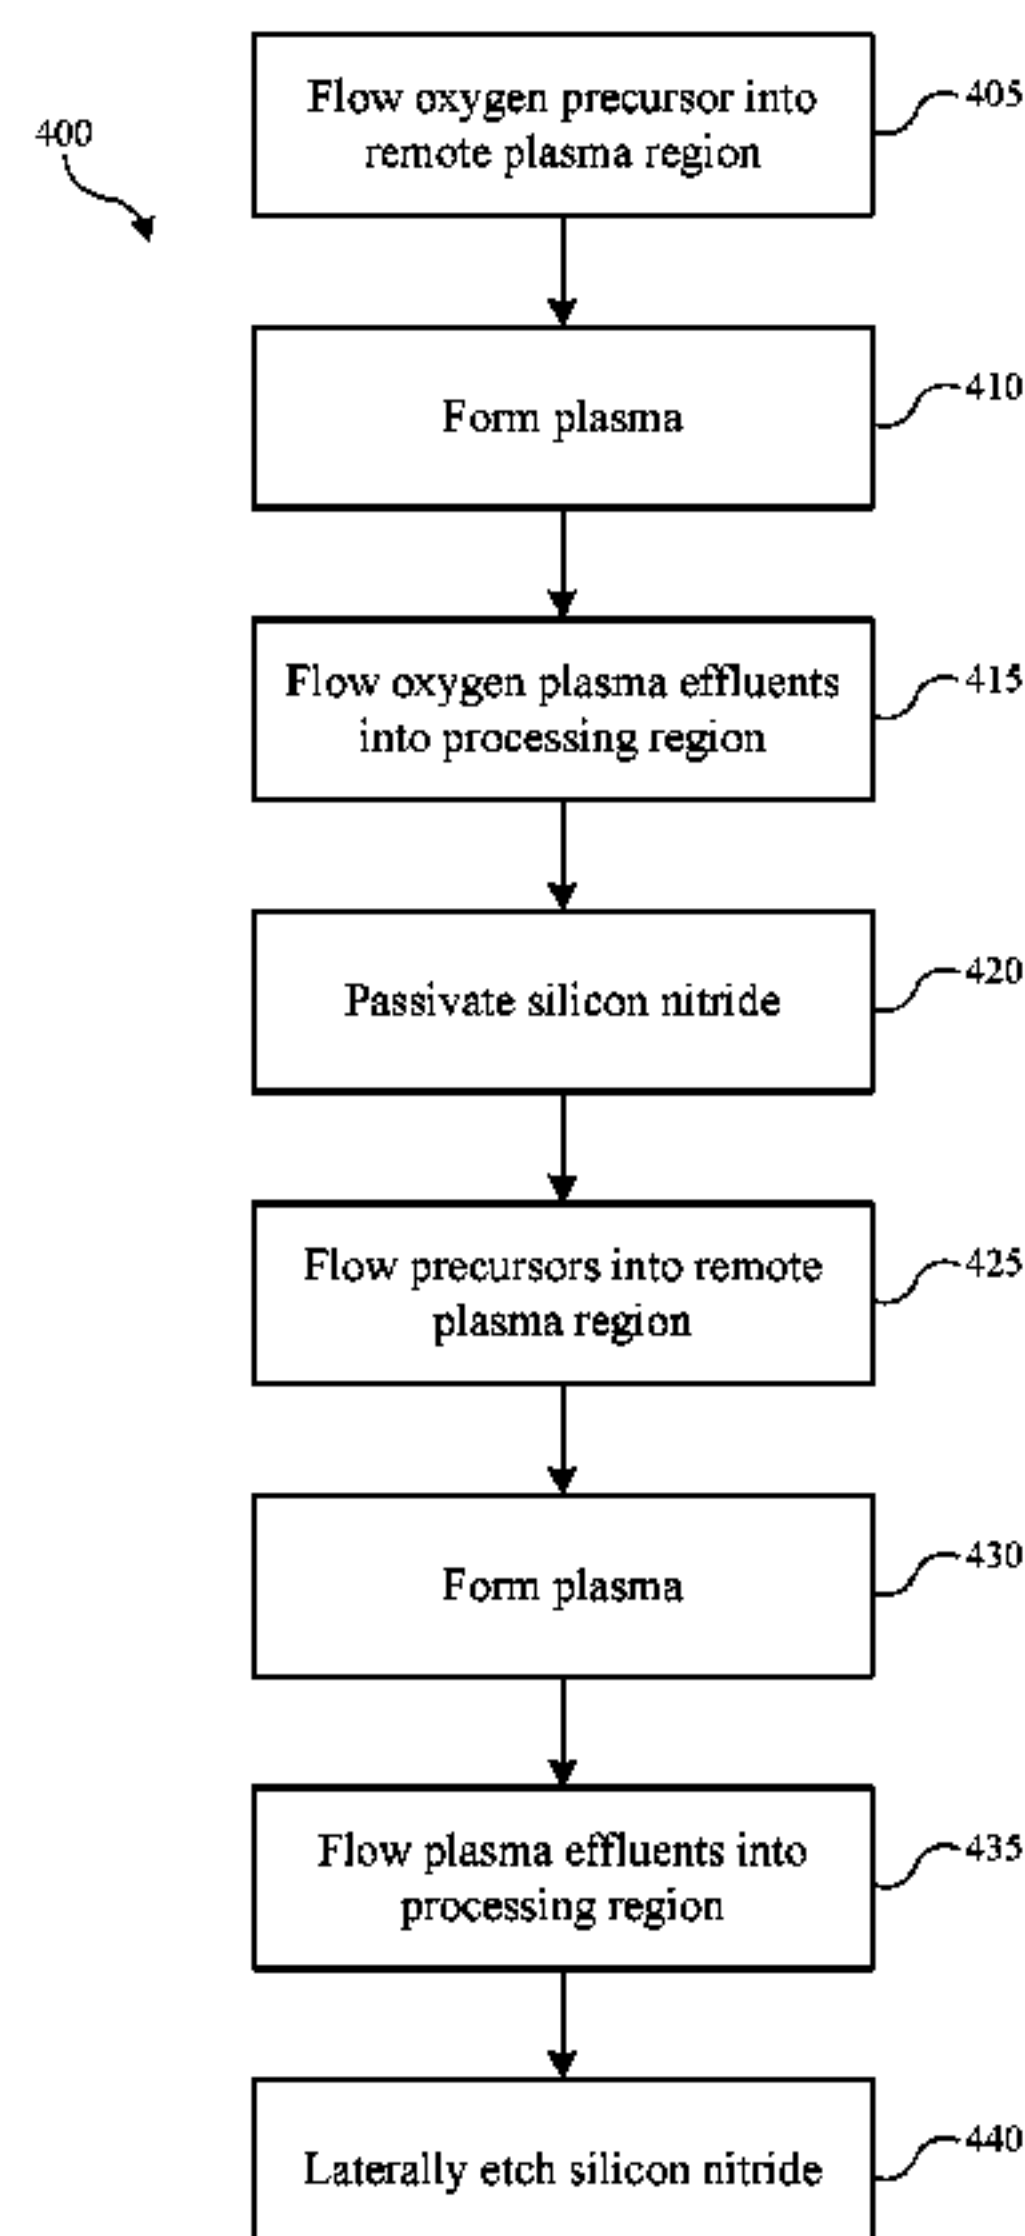 Flow oxygen precursor into
remote plasma region
405
400
Form plasma
410
Flow oxygen plasma effluents
into processing region
415
Passivate silicon nitride
420
Flow precursors into remote
plasma region
425
Form plasma
430
Flow plasma effluents into
processing region
435
Laterally etch silicon nitride
440